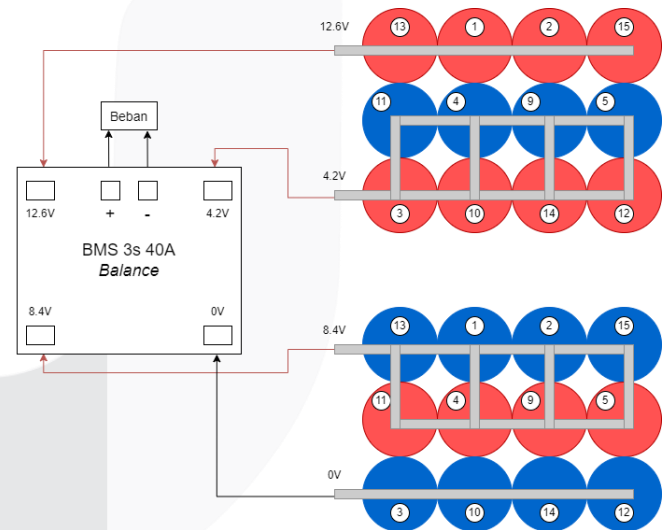 12.6V
13 1 2 15
11 4 9 5
Beban
4.2V
3 10 14 12
12.6V + - 4.2V
BMS 3s 40A
Balance
8.4V 0V
8.4V
13 1 2 15
11 4 9 5
0V
3 10 14 12